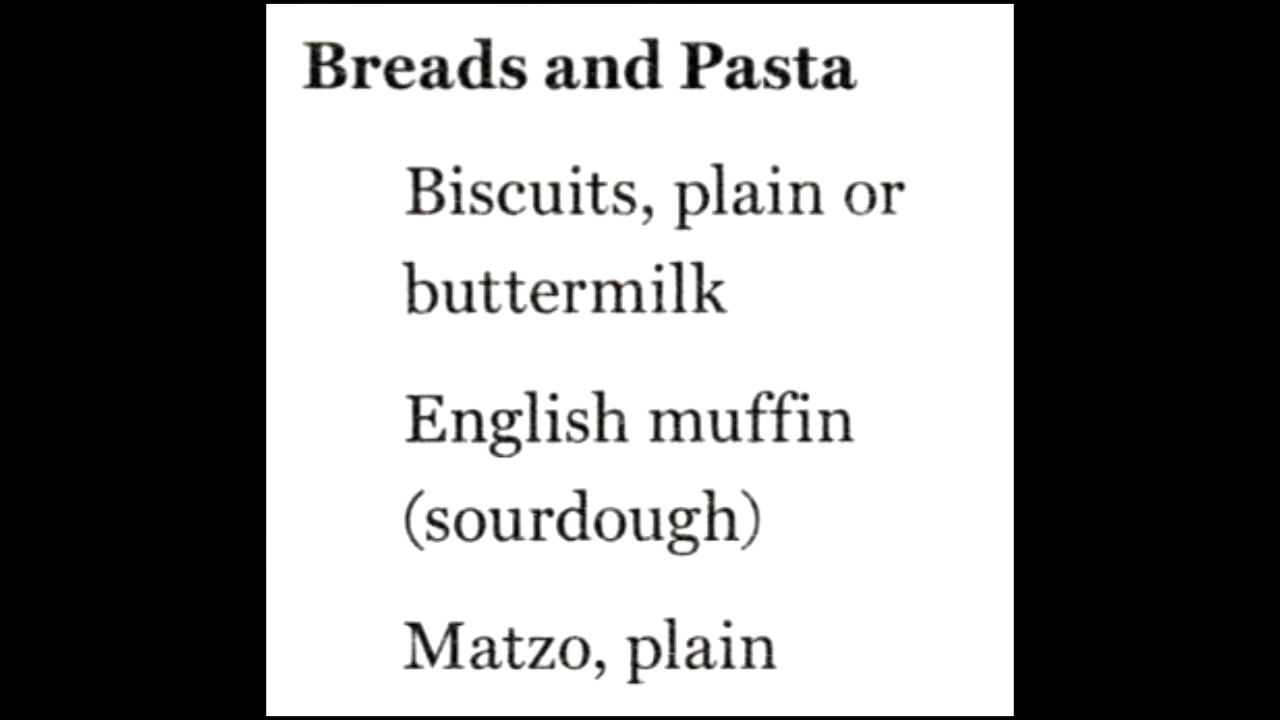 Breads and Pasta
Biscuits, plain or
buttermilk
English muffin
(sourdough)
Matzo, plain